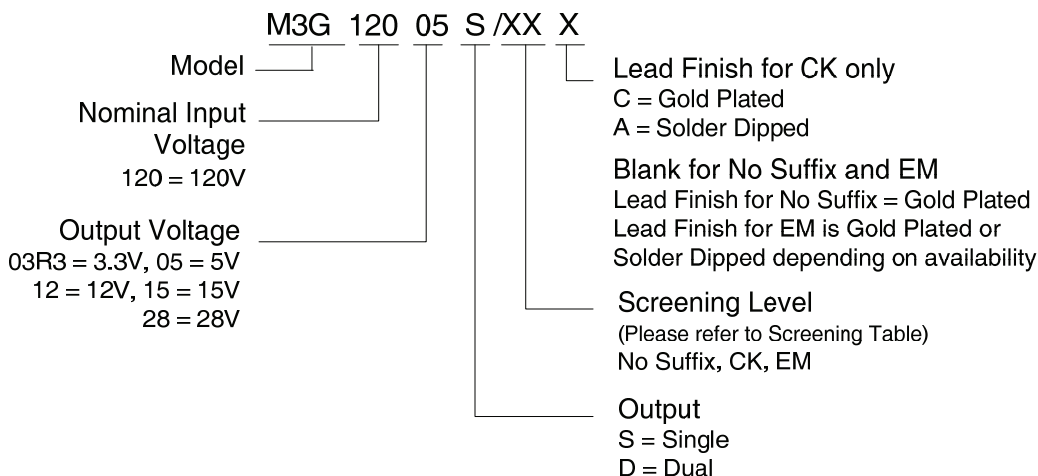 M3G 120 05 S /XX X
Model
Nominal Input
Voltage
120 = 120V
Output Voltage
03R3 = 3.3V, 05 = 5V
12 = 12V, 15 = 15V
28 = 28V
Lead Finish for CK only
C = Gold Plated
A = Solder Dipped
Blank for No Suffix and EM
Lead Finish for No Suffix = Gold Plated
Lead Finish for EM is Gold Plated or
Solder Dipped depending on availability
Screening Level
(Please refer to Screening Table)
No Suffix, CK, EM
Output
S = Single
D = Dual